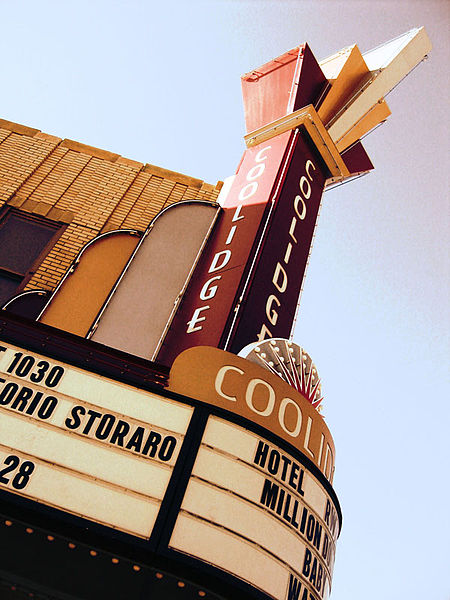 COOLIDGE
COOLIDGE
COOLID
1030
ORIO STORARO
28
HOTEL
MILLION
BAB